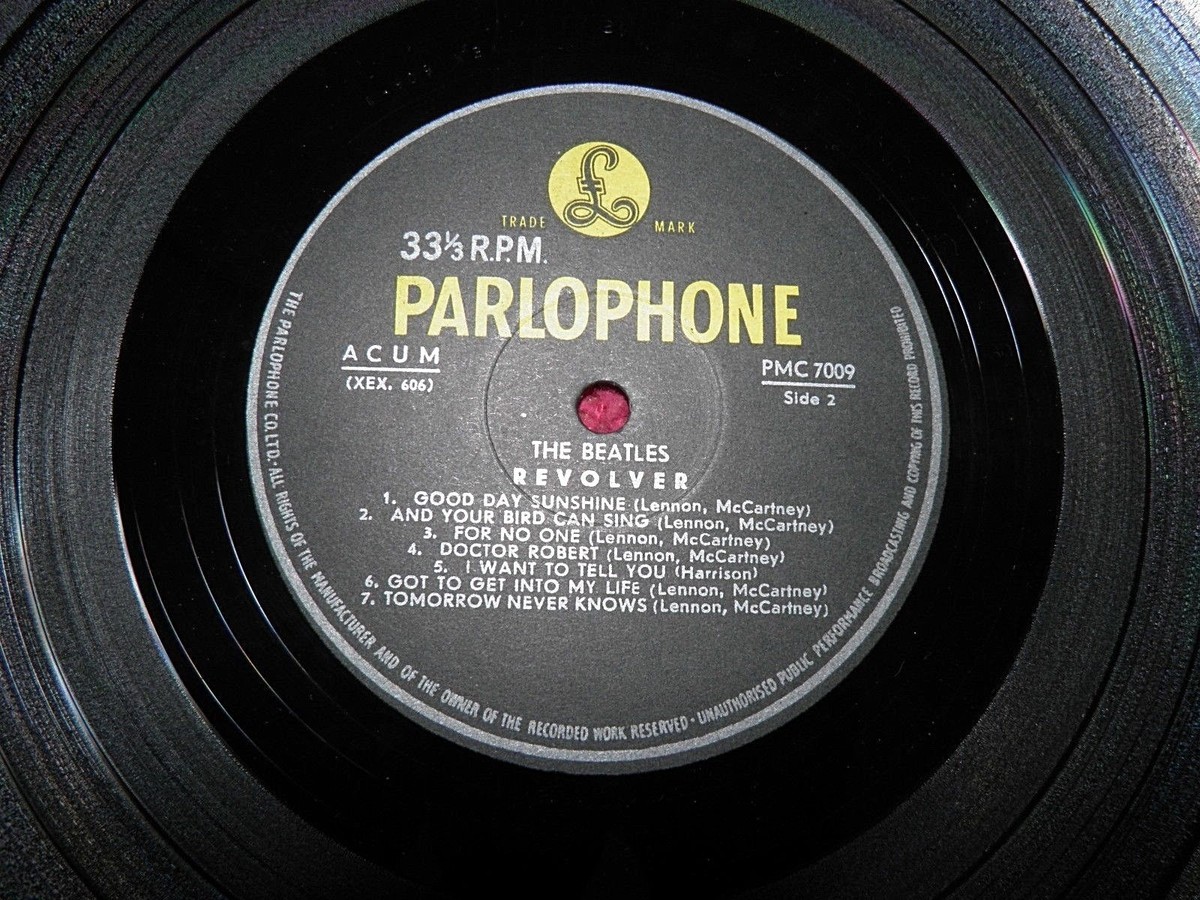 £
TRADE MARK
33⅓ R.P.M.
PARLOPHONE
ACUM
(XEX. 606)
PMC 7009
Side 2
THE BEATLES
REVOLVER
1. GOOD DAY SUNSHINE (Lennon, McCartney)
2. AND YOUR BIRD CAN SING (Lennon, McCartney)
3. FOR NO ONE (Lennon, McCartney)
4. DOCTOR ROBERT (Lennon, McCartney)
5. I WANT TO TELL YOU (Harrison)
6. GOT TO GET INTO MY LIFE (Lennon, McCartney)
7. TOMORROW NEVER KNOWS (Lennon, McCartney)
THE PARLOPHONE CO.LTD. · ALL RIGHTS OF THE MANUFACTURER AND OF THE OWNER OF THE RECORDED WORK RESERVED · UNAUTHORISED PUBLIC PERFORMANCE BROADCASTING AND COPYING OF THIS RECORD PROHIBITED